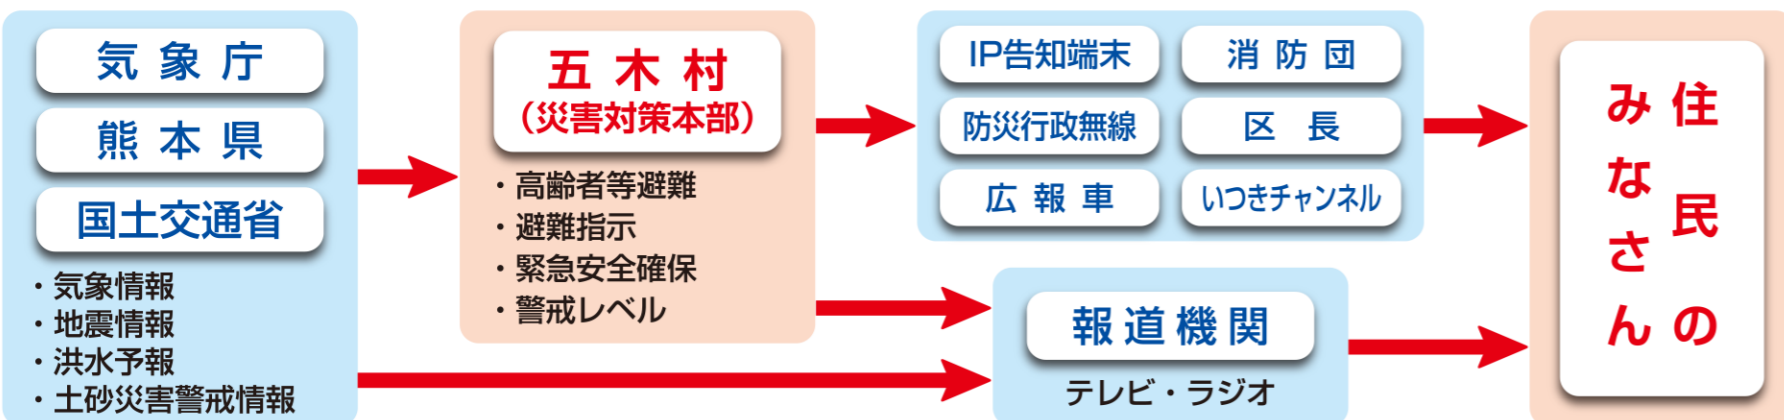 気象庁
熊本県
国土交通省
・気象情報
・地震情報
・洪水予報
・土砂災害警戒情報
五木村
（災害対策本部）
・高齢者等避難
・避難指示
・緊急安全確保
・警戒レベル
IP告知端末
消防団
防災行政無線
区長
広報車
いつきチャンネル
報道機関
テレビ・ラジオ
住民の
みなさん